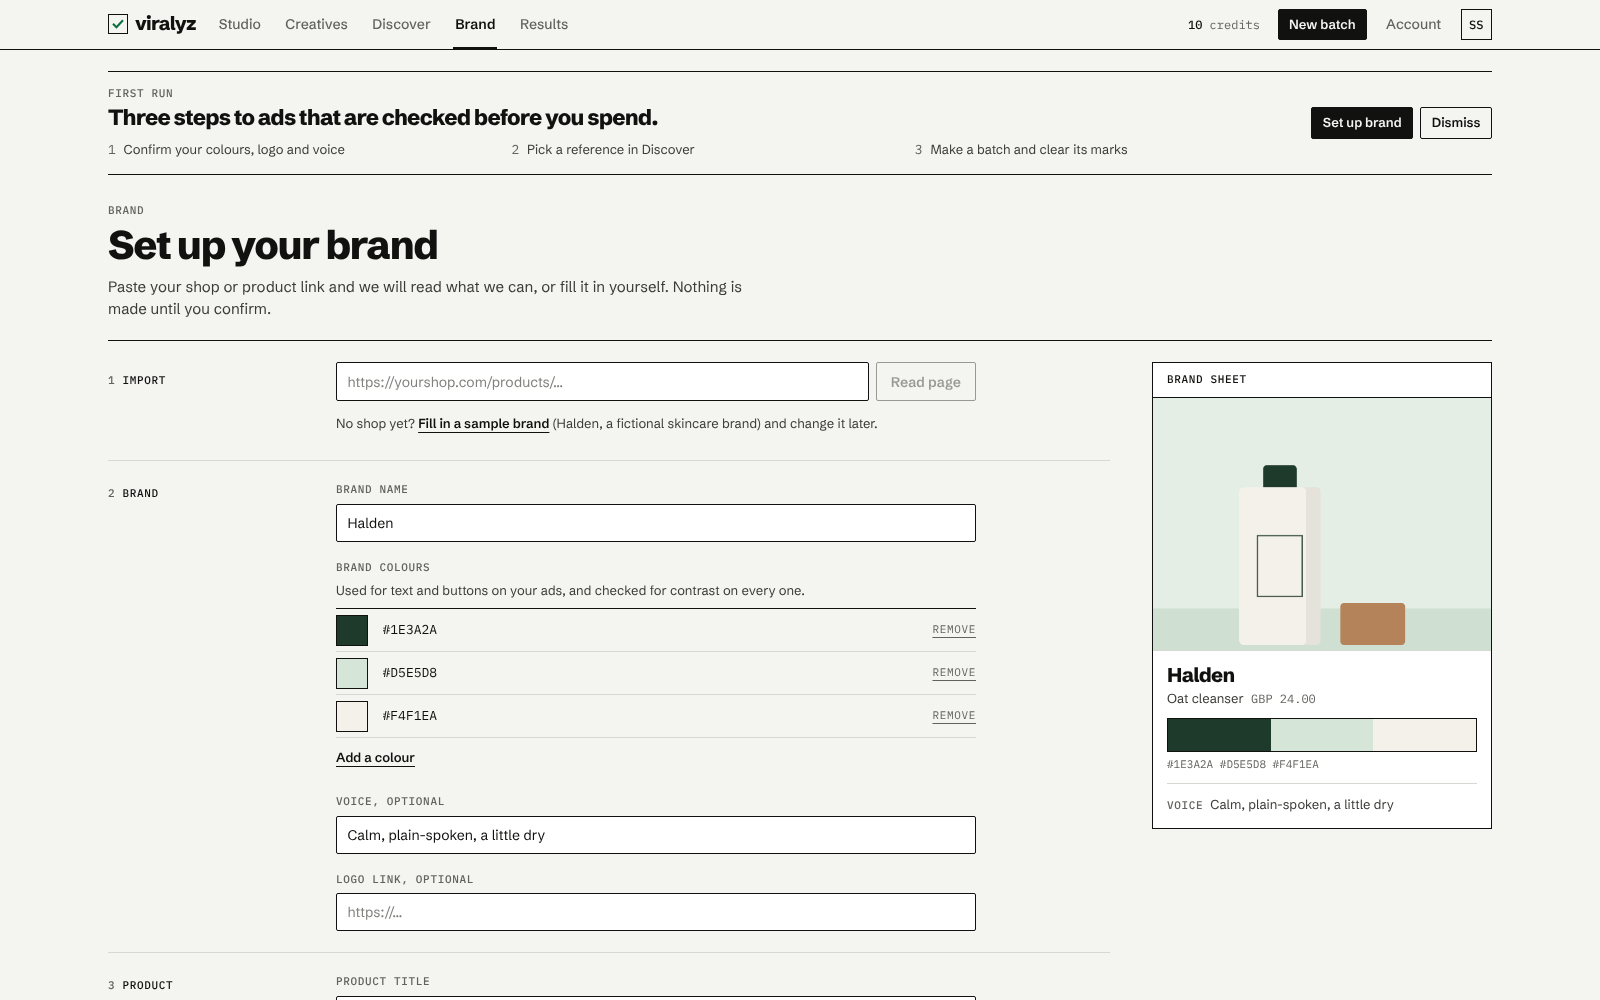 viralyz
Studio
Creatives
Discover
Brand
Results
10 credits
New batch
Account
SS
FIRST RUN
Three steps to ads that are checked before you spend.
1 Confirm your colours, logo and voice
2 Pick a reference in Discover
3 Make a batch and clear its marks
Set up brand
Dismiss
BRAND
Set up your brand
Paste your shop or product link and we will read what we can, or fill it in yourself. Nothing is
made until you confirm.
1 IMPORT
https://yourshop.com/products/...
Read page
No shop yet? Fill in a sample brand (Halden, a fictional skincare brand) and change it later.
2 BRAND
BRAND NAME
Halden
BRAND COLOURS
Used for text and buttons on your ads, and checked for contrast on every one.
#1E3A2A
REMOVE
#D5E5D8
REMOVE
#F4F1EA
REMOVE
Add a colour
VOICE, OPTIONAL
Calm, plain-spoken, a little dry
LOGO LINK, OPTIONAL
https://...
3 PRODUCT
PRODUCT TITLE
BRAND SHEET
Halden
Oat cleanser GBP 24.00
#1E3A2A #D5E5D8 #F4F1EA
VOICE Calm, plain-spoken, a little dry